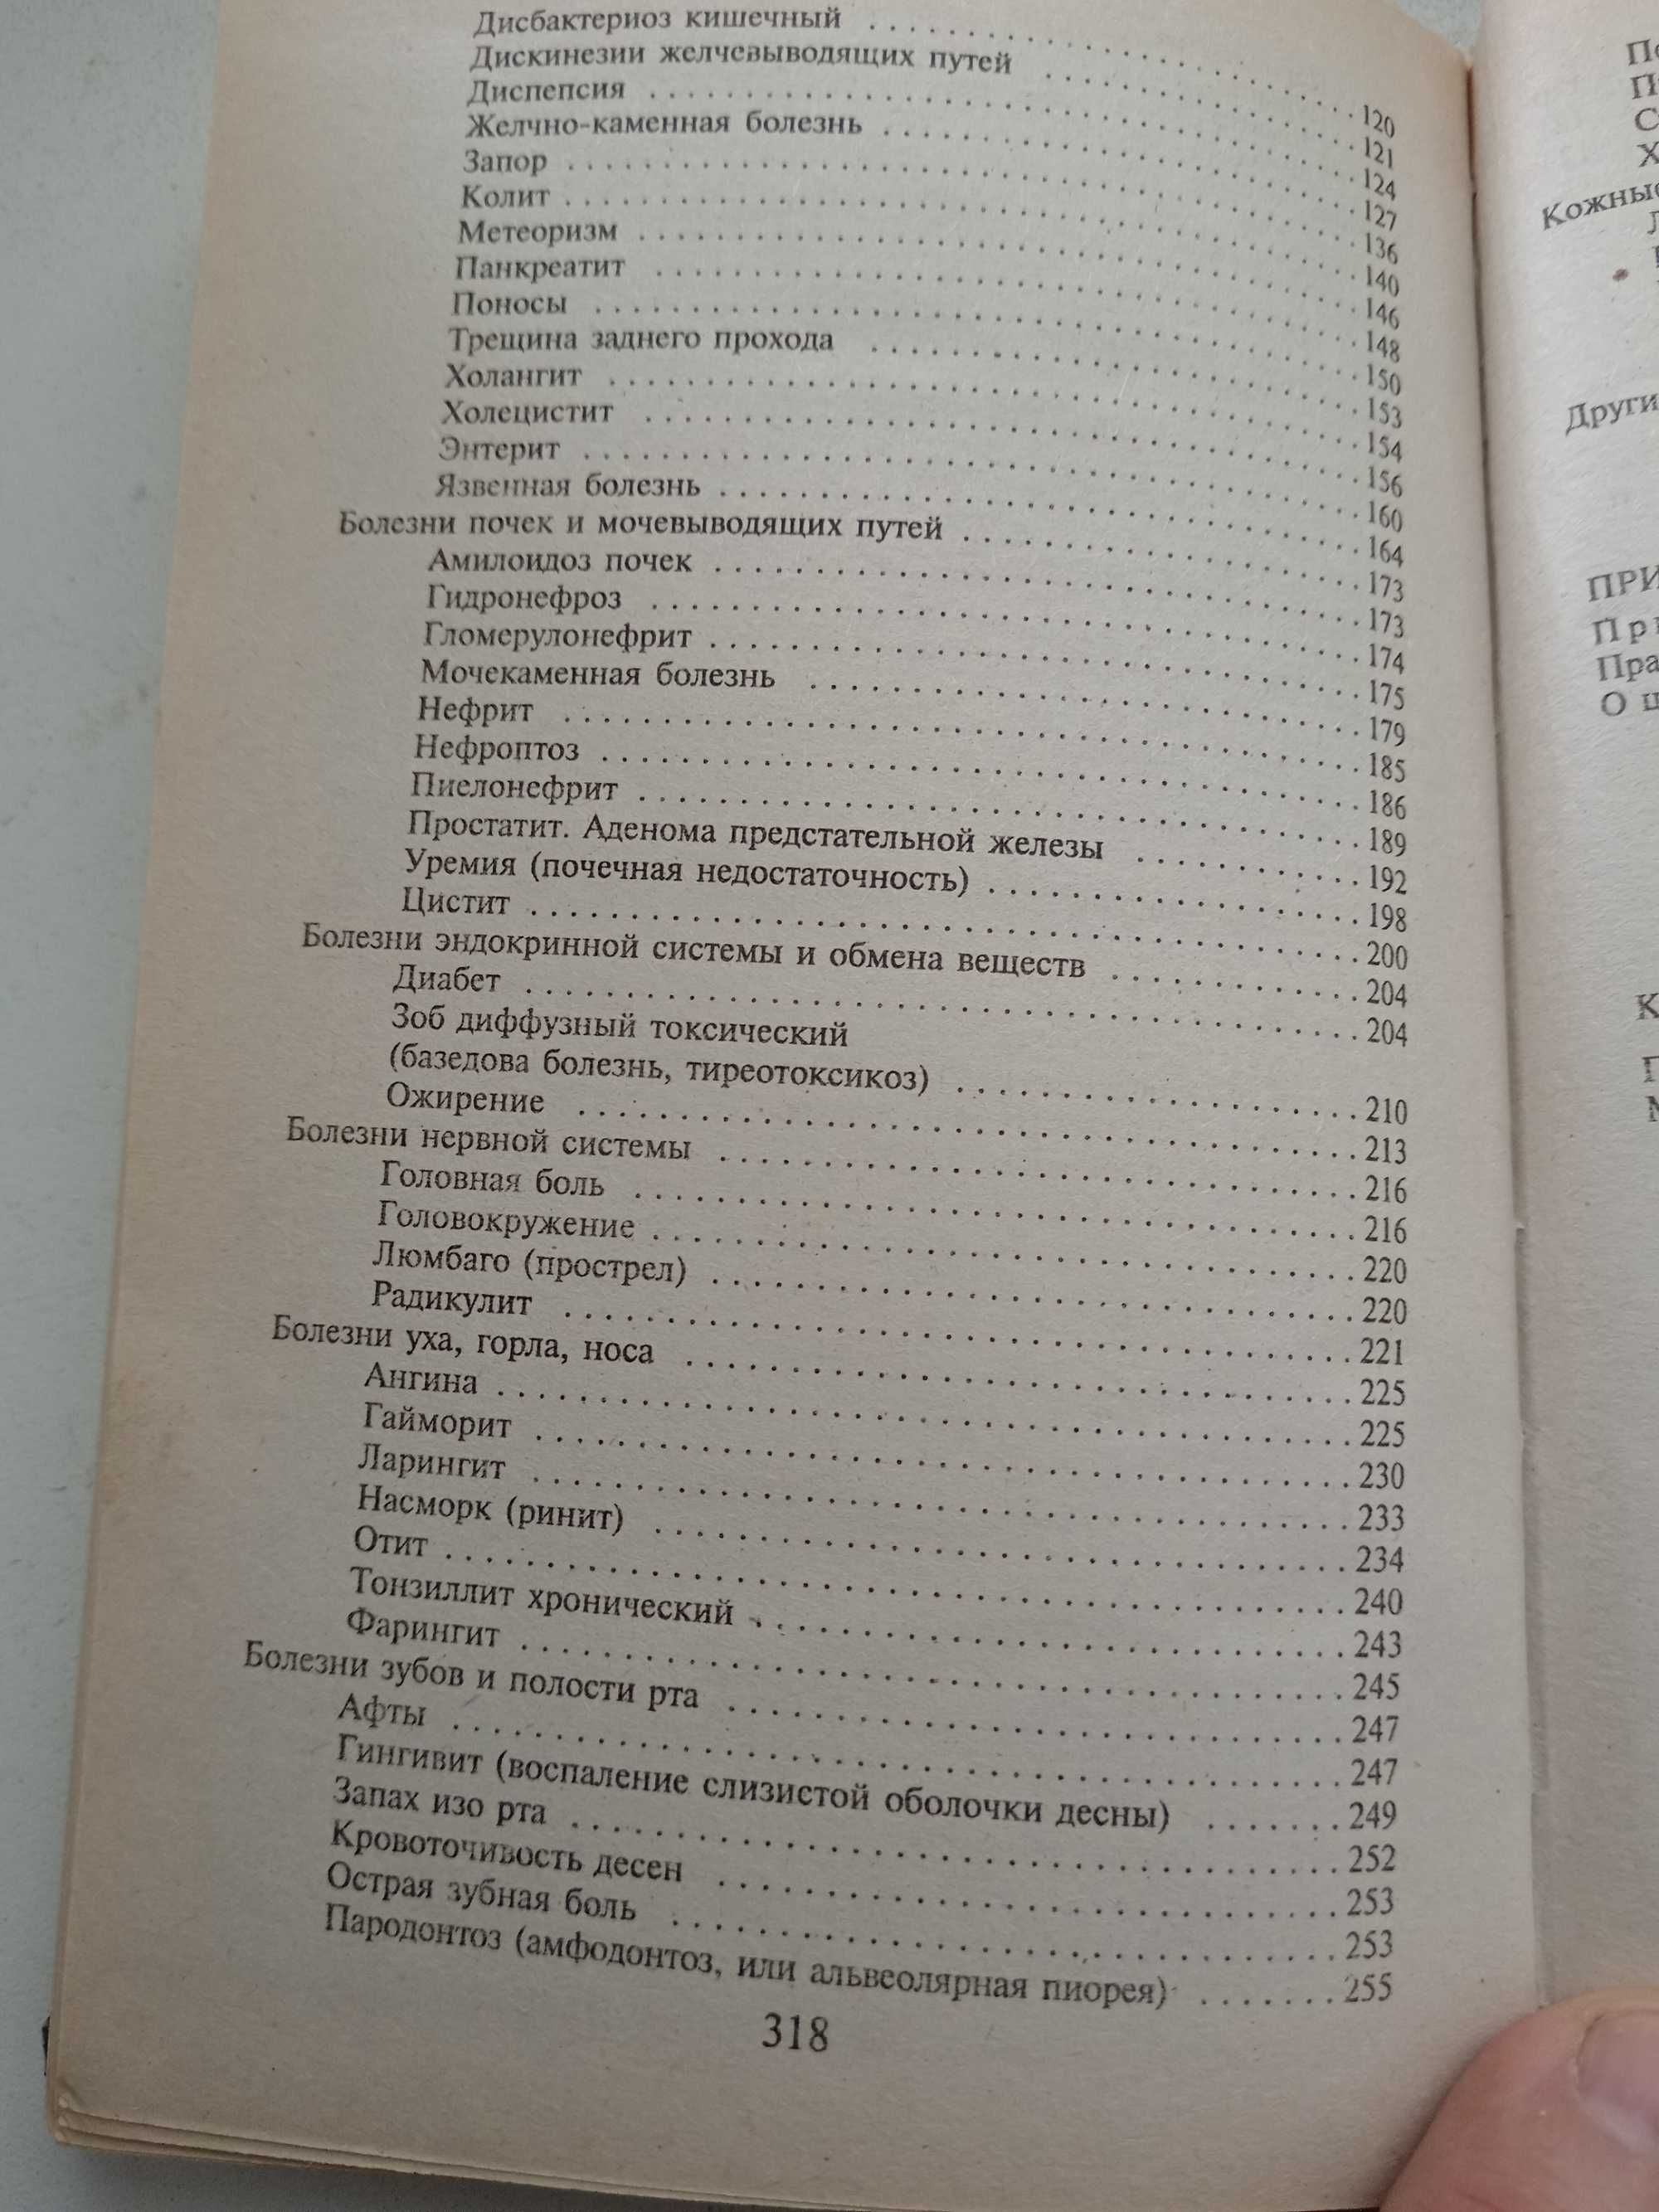 Дисбактериоз кишечный . . . . . 120
Дискинезии желчевыводящих путей . . . . . 121
Диспепсия . . . . . 124
Желчно-каменная болезнь . . . . . 127
Запор . . . . . 136
Колит . . . . . 140
Метеоризм . . . . . 146
Панкреатит . . . . . 148
Поносы . . . . . 150
Трещина заднего прохода . . . . . 153
Холангит . . . . . 154
Холецистит . . . . . 156
Энтерит . . . . . 160
Язвенная болезнь . . . . . 164
Болезни почек и мочевыводящих путей . . . . . 173
Амилоидоз почек . . . . . 173
Гидронефроз . . . . . 174
Гломерулонефрит . . . . . 175
Мочекаменная болезнь . . . . . 179
Нефрит . . . . . 185
Нефроптоз . . . . . 186
Пиелонефрит . . . . . 189
Простатит. Аденома предстательной железы . . . . . 192
Уремия (почечная недостаточность) . . . . . 198
Цистит . . . . . 200
Болезни эндокринной системы и обмена веществ . . . . . 204
Диабет . . . . . 204
Зоб диффузный токсический
(базедова болезнь, тиреотоксикоз) . . . . . 210
Ожирение . . . . . 213
Болезни нервной системы . . . . . 216
Головная боль . . . . . 216
Головокружение . . . . . 220
Люмбаго (прострел) . . . . . 220
Радикулит . . . . . 221
Болезни уха, горла, носа . . . . . 225
Ангина . . . . . 225
Гайморит . . . . . 230
Ларингит . . . . . 233
Насморк (ринит) . . . . . 234
Отит . . . . . 240
Тонзиллит хронический . . . . . 243
Фарингит . . . . . 245
Болезни зубов и полости рта . . . . . 247
Афты . . . . . 247
Гингивит (воспаление слизистой оболочки десны) . . . . . 249
Запах изо рта . . . . . 252
Кровоточивость десен . . . . . 253
Острая зубная боль . . . . . 253
Пародонтоз (амфодонтоз, или альвеолярная пиорея) . . . . . 255
318
Кожные
Други
ПРИ
Пра